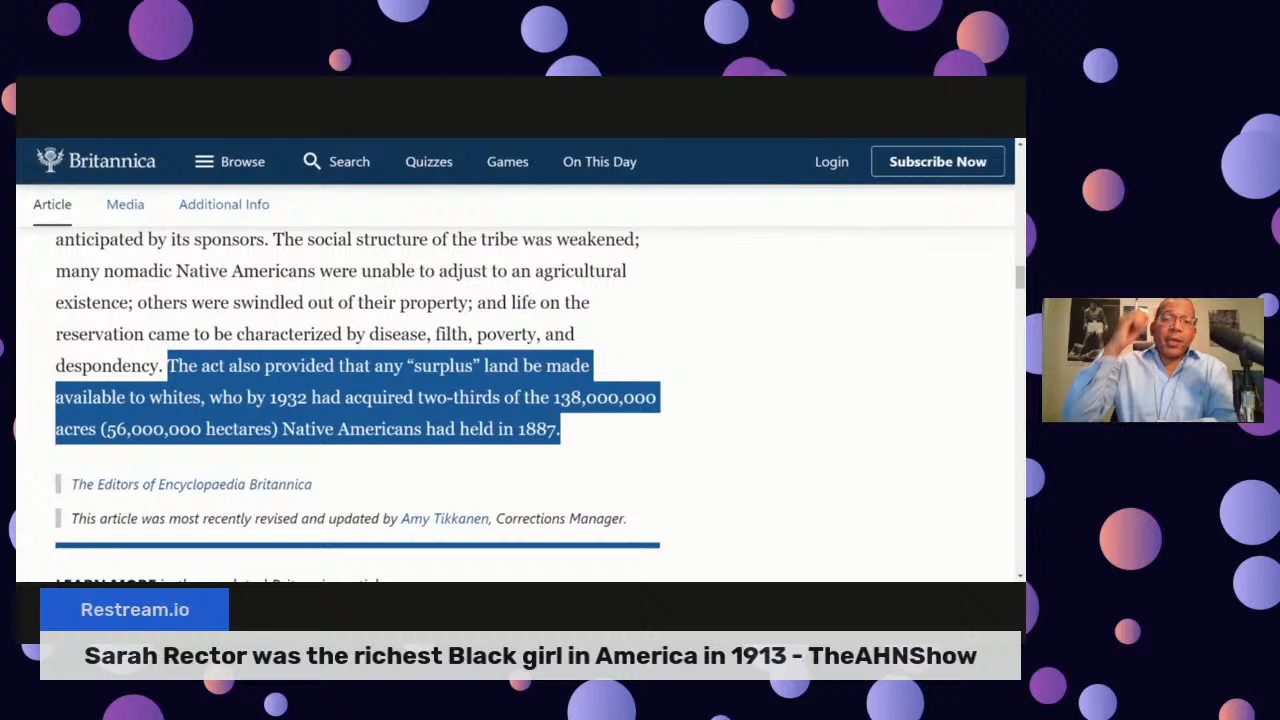 Britannica
Browse
Search
Quizzes
Games
On This Day
Login
Subscribe Now
Article
Media
Additional Info
anticipated by its sponsors. The social structure of the tribe was weakened;
many nomadic Native Americans were unable to adjust to an agricultural
existence; others were swindled out of their property; and life on the
reservation came to be characterized by disease, filth, poverty, and
despondency. The act also provided that any “surplus” land be made
available to whites, who by 1932 had acquired two-thirds of the 138,000,000
acres (56,000,000 hectares) Native Americans had held in 1887.
The Editors of Encyclopaedia Britannica
This article was most recently revised and updated by Amy Tikkanen, Corrections Manager.
Restream.io
Sarah Rector was the richest Black girl in America in 1913 - TheAHNShow